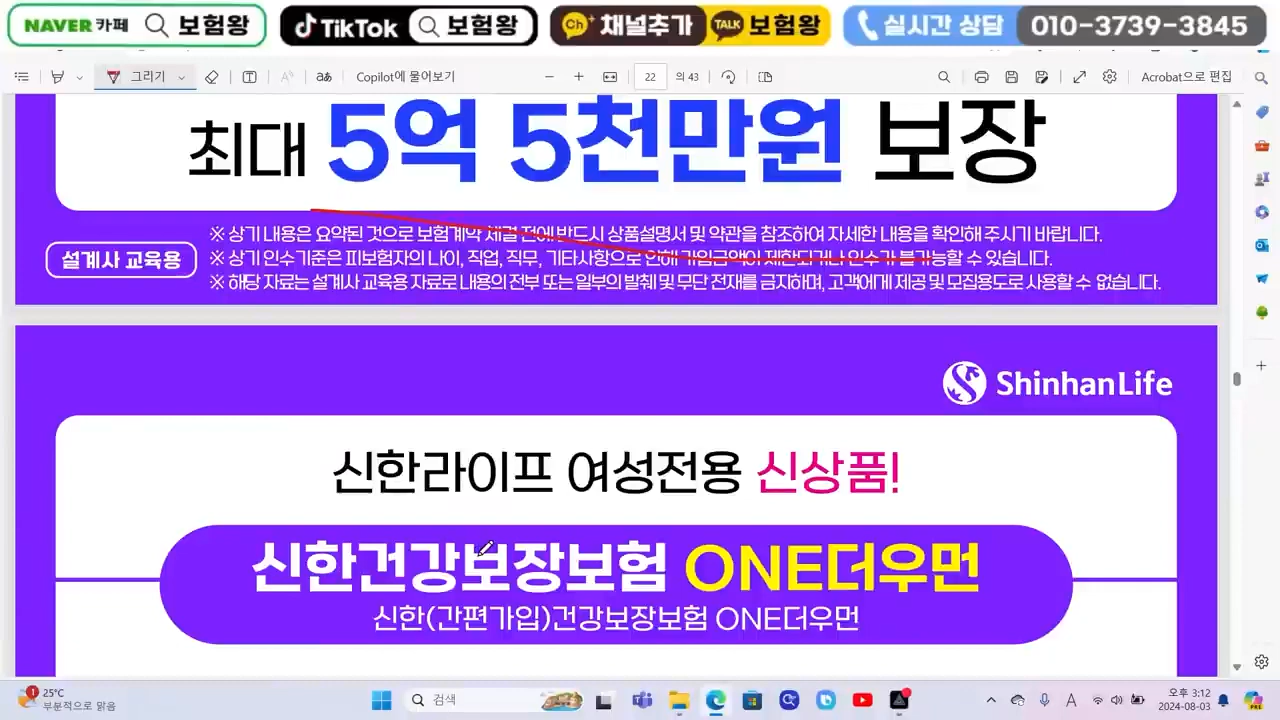 NAVER 카페 보험왕 TikTok 보험왕 Ch+ 채널추가 TALK 보험왕 실시간 상담 010-3739-3845
그리기 Copilot에 물어보기 22 의 43 Acrobat으로 편집
최대 5억 5천만원 보장
※ 상기 내용은 요약된 것으로 보험계약 체결 전에 반드시 상품설명서 및 약관을 참조하여 자세한 내용을 확인해 주시기 바랍니다.
설계사 교육용
※ 상기 인수기준은 피보험자의 나이, 직업, 직무, 기타사항으로 인해 가입금액이 제한되거나 인수가 불가능할 수 있습니다.
※ 해당 자료는 설계사 교육용 자료로 내용의 전부 또는 일부의 발췌 및 무단 전재를 금지하며, 고객에게 제공 및 모집용도로 사용할 수 없습니다.
ShinhanLife
신한라이프 여성전용 신상품!
신한건강보장보험 ONE더우먼
신한(간편가입)건강보장보험 ONE더우먼
1 25°C 검색 A 오후 3:12
부분적으로 맑음 2024-08-03